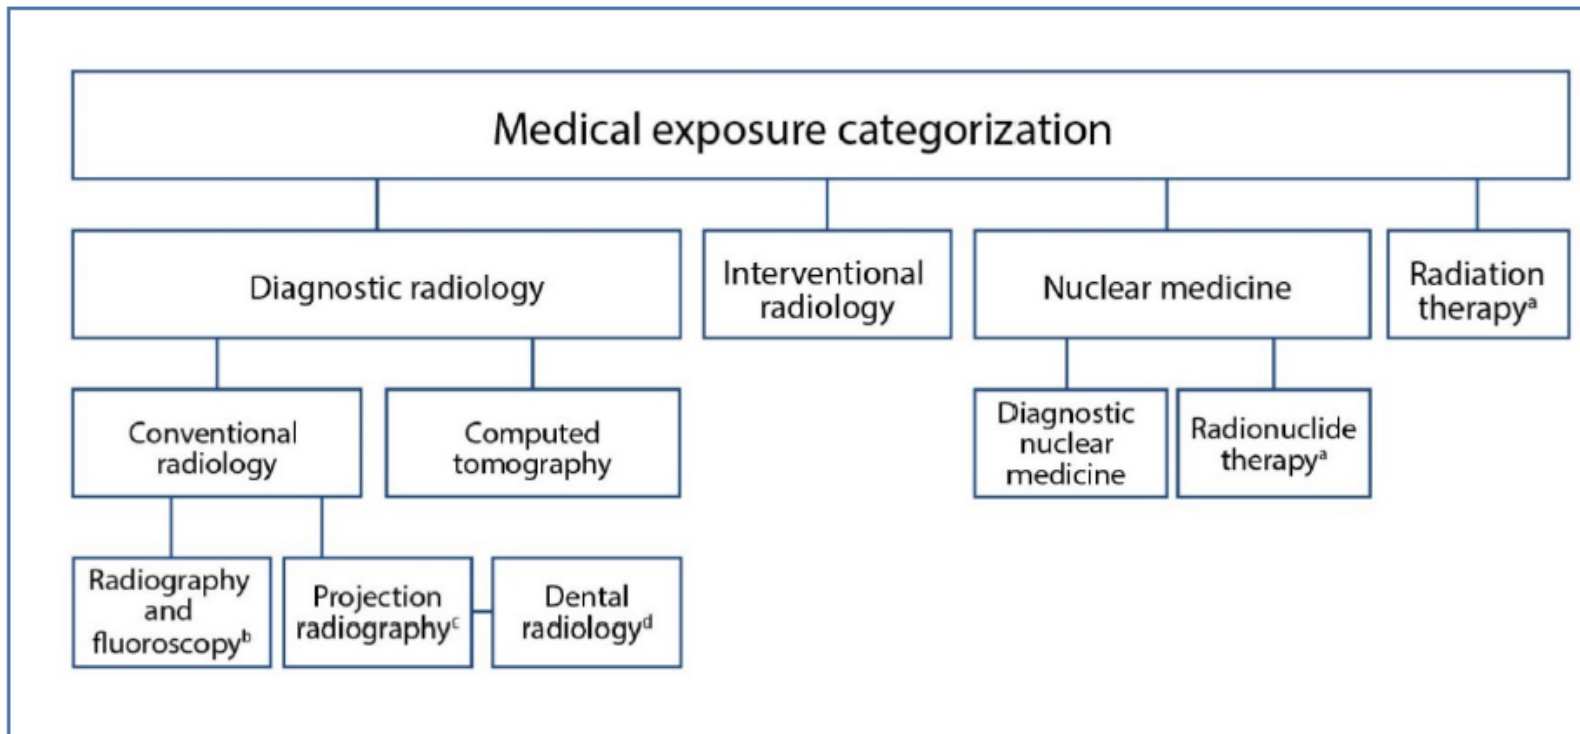 Medical exposure categorization
Diagnostic radiology
Interventional
radiology
Nuclear medicine
Radiation
therapyᵃ
Conventional
radiology
Computed
tomography
Diagnostic
nuclear
medicine
Radionuclide
therapyᵃ
Radiography
and
fluoroscopyᵇ
Projection
radiographyᶜ
Dental
radiologyᵈ